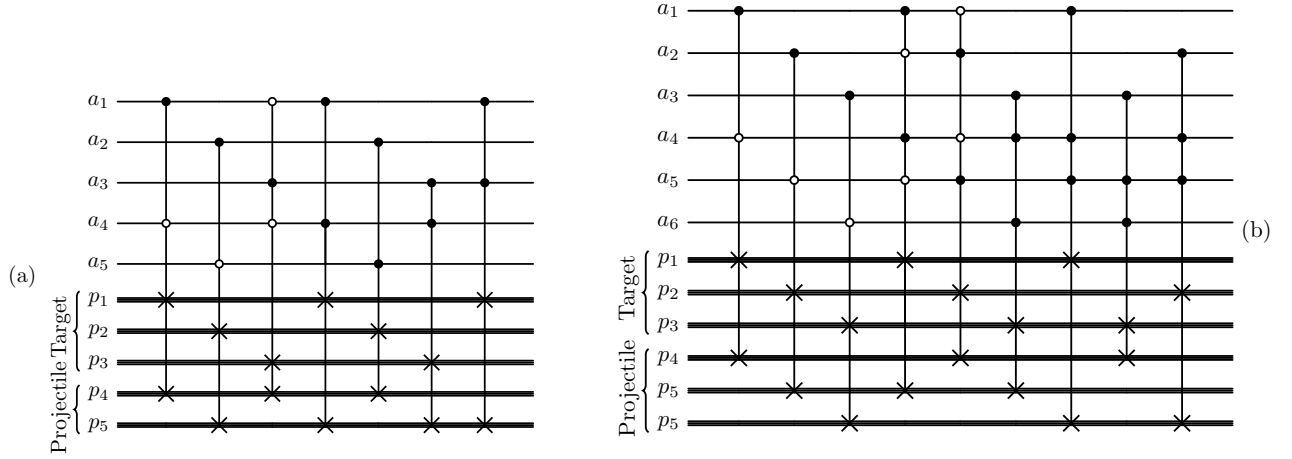 (a)
a₁
a₂
a₃
a₄
a₅
Target
p₁
p₂
p₃
Projectile
p₄
p₅
(b)
a₁
a₂
a₃
a₄
a₅
a₆
Target
p₁
p₂
p₃
Projectile
p₄
p₅
p₅